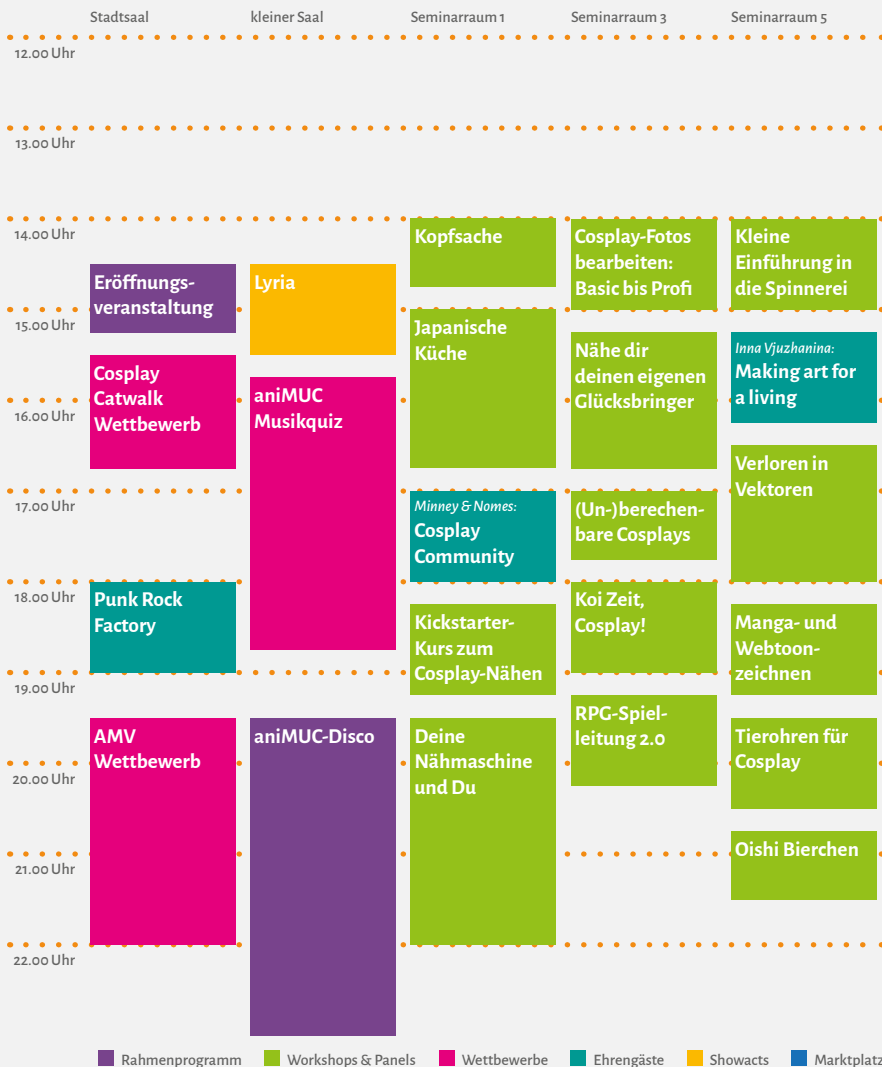 Stadtsaal
kleiner Saal
Seminarraum 1
Seminarraum 3
Seminarraum 5
12.00 Uhr
13.00 Uhr
14.00 Uhr
15.00 Uhr
16.00 Uhr
17.00 Uhr
18.00 Uhr
19.00 Uhr
20.00 Uhr
21.00 Uhr
22.00 Uhr
Eröffnungs-
veranstaltung
Cosplay
Catwalk
Wettbewerb
Punk Rock
Factory
AMV
Wettbewerb
Lyria
aniMUC
Musikquiz
aniMUC-Disco
Kopfsache
Japanische
Küche
Minney & Nomes:
Cosplay
Community
Kickstarter-
Kurs zum
Cosplay-Nähen
Deine
Nähmaschine
und Du
Cosplay-Fotos
bearbeiten:
Basic bis Profi
Nähe dir
deinen eigenen
Glücksbringer
(Un-)berechen-
bare Cosplays
Koi Zeit,
Cosplay!
RPG-Spiel-
leitung 2.0
Kleine
Einführung in
die Spinnerei
Inna Vjuzhanina:
Making art for
a living
Verloren in
Vektoren
Manga- und
Webtoon-
zeichnen
Tierohren für
Cosplay
Oishi Bierchen
Rahmenprogramm
Workshops & Panels
Wettbewerbe
Ehrengäste
Showacts
Marktplatz